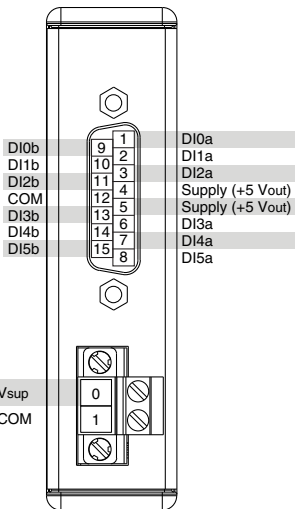 1 DI0a
DI0b 9
2 DI1a
DI1b 10
3 DI2a
DI2b 11
4 Supply (+5 Vout)
COM 12
5 Supply (+5 Vout)
DI3b 13
6 DI3a
DI4b 14
7 DI4a
DI5b 15
8 DI5a
Vsup 0
COM 1